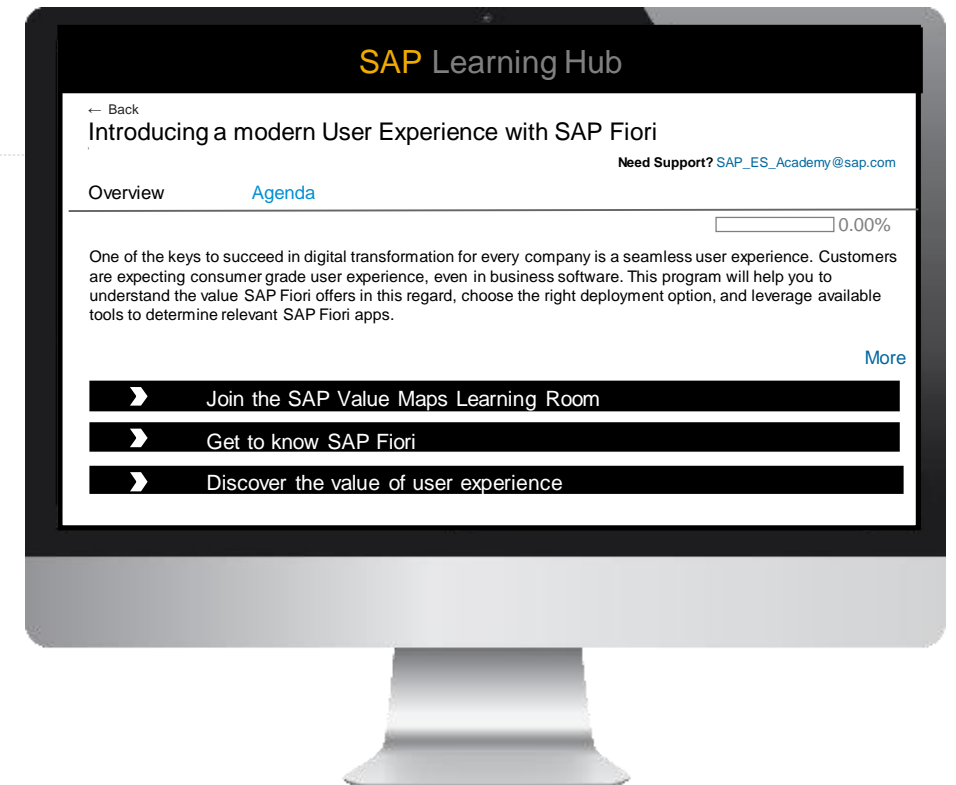 SAP Learning Hub
← Back
Introducing a modern User Experience with SAP Fiori
Need Support? SAP_ES_Academy@sap.com
Overview Agenda
0.00%
One of the keys to succeed in digital transformation for every company is a seamless user experience. Customers
are expecting consumer grade user experience, even in business software. This program will help you to
understand the value SAP Fiori offers in this regard, choose the right deployment option, and leverage available
tools to determine relevant SAP Fiori apps.
More
Join the SAP Value Maps Learning Room
Get to know SAP Fiori
Discover the value of user experience